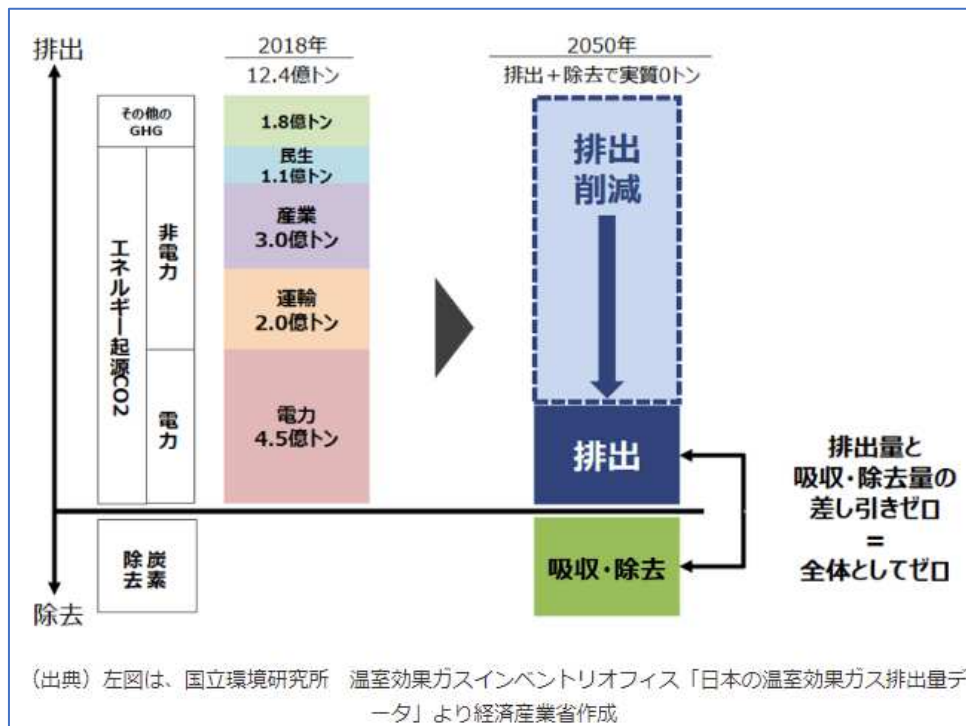 排出
2018年
12.4億トン
2050年
排出+除去で実質0トン
その他の
GHG
1.8億トン
民生
1.1億トン
産業
3.0億トン
運輸
2.0億トン
電力
4.5億トン
エネルギー起源CO2
非電力
電力
炭素
除去
除去
排出
削減
排出
吸収・除去
排出量と
吸収・除去量の
差し引きゼロ
=
全体としてゼロ
(出典)左図は、国立環境研究所 温室効果ガスインベントリオフィス「日本の温室効果ガス排出量デ
ータ」より経済産業省作成